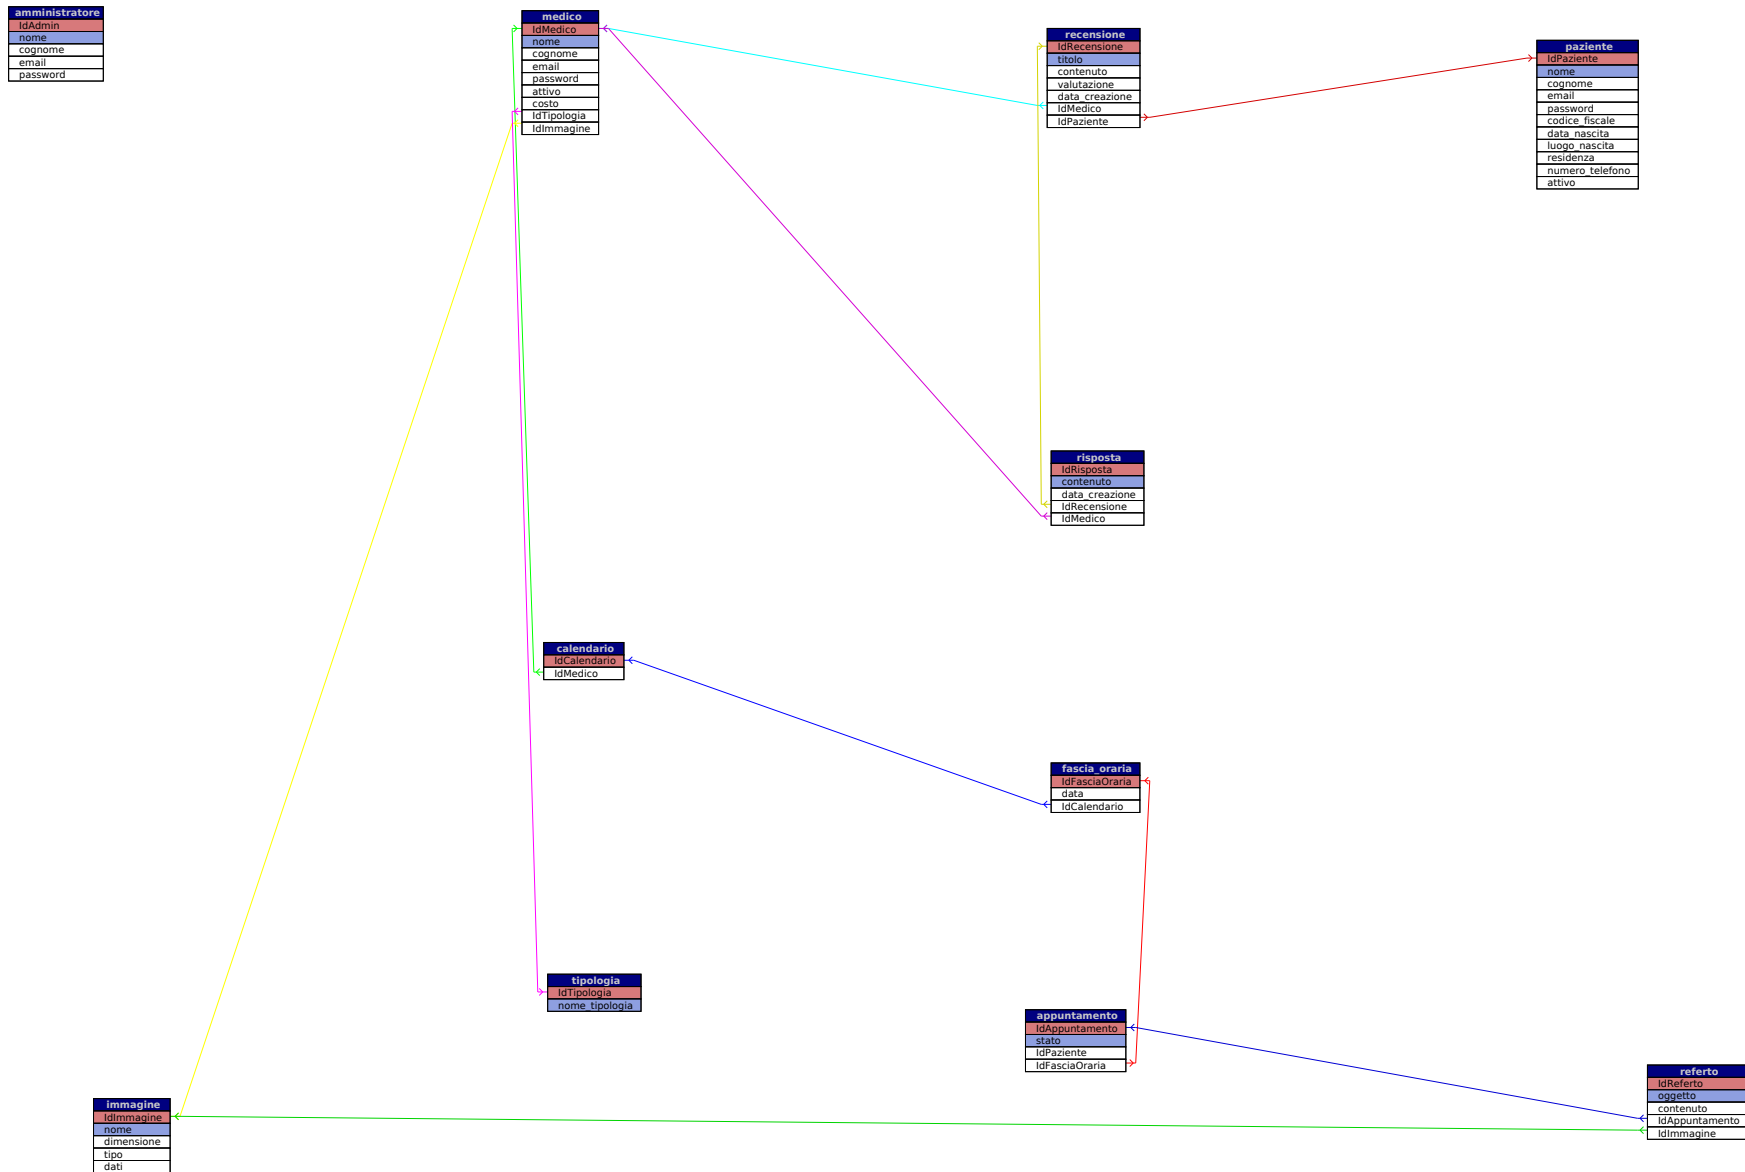 amministratore
IdAdmin
nome
cognome
email
password
medico
IdMedico
nome
cognome
email
password
attivo
costo
IdTipologia
IdImmagine
recensione
IdRecensione
titolo
contenuto
valutazione
data_creazione
IdMedico
IdPaziente
paziente
IdPaziente
nome
cognome
email
password
codice_fiscale
data_nascita
luogo_nascita
residenza
numero_telefono
attivo
risposta
IdRisposta
contenuto
data_creazione
IdRecensione
IdMedico
calendario
IdCalendario
IdMedico
fascia_oraria
IdFasciaOraria
data
IdCalendario
tipologia
IdTipologia
nome_tipologia
appuntamento
IdAppuntamento
stato
IdPaziente
IdFasciaOraria
referto
IdReferto
oggetto
contenuto
IdAppuntamento
IdImmagine
immagine
IdImmagine
nome
dimensione
tipo
dati